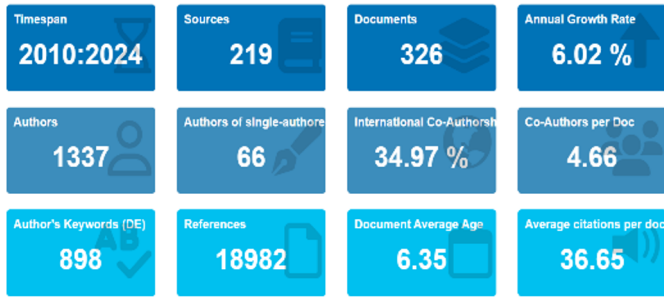 Timespan
2010:2024
Sources
219
Documents
326
Annual Growth Rate
6.02 %
Authors
1337
Authors of single-authore
66
International Co-Authorsh
34.97 %
Co-Authors per Doc
4.66
Author's Keywords (DE)
898
AB
References
18982
Document Average Age
6.35
Average citations per doc
36.65